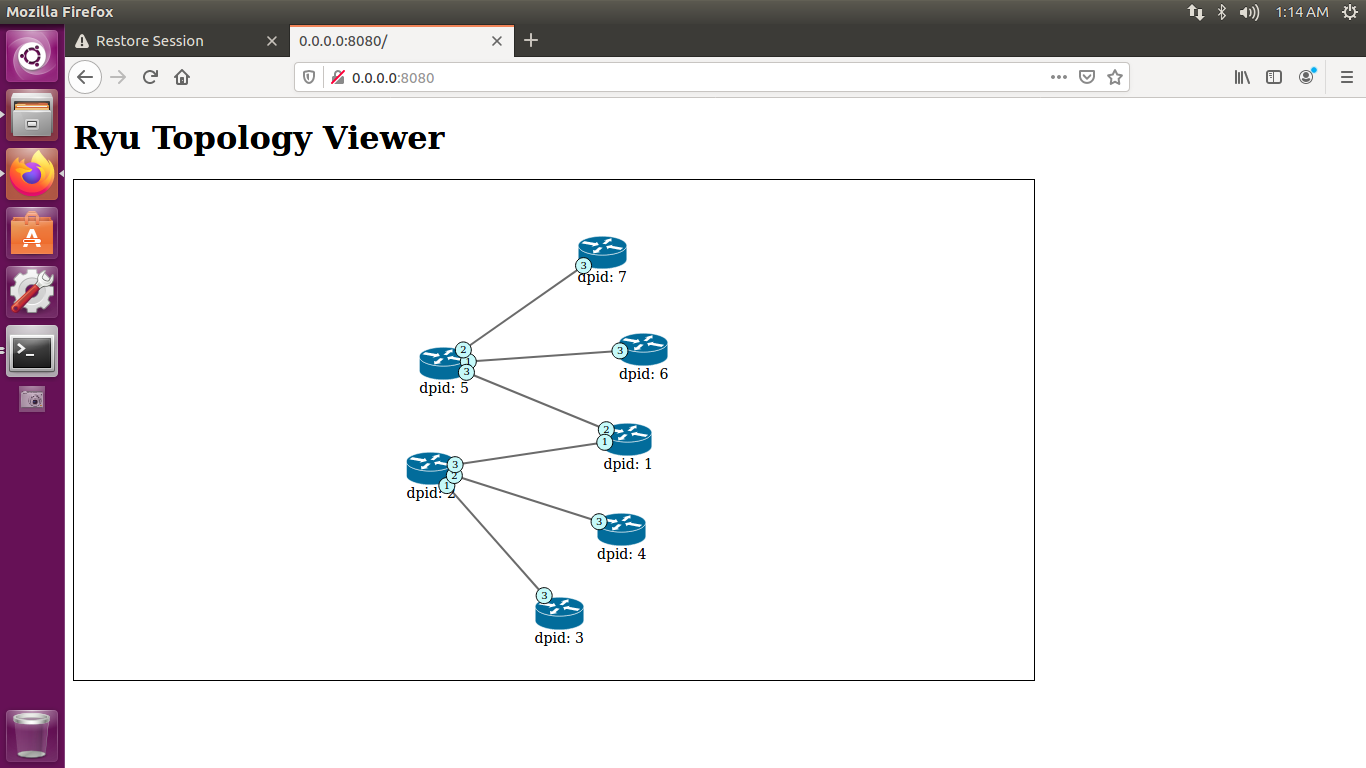 Mozilla Firefox
1:14 AM
Restore Session
0.0.0.0:8080/
0.0.0.0:8080
Ryu Topology Viewer
3
dpid: 7
2
1
3
dpid: 5
3
dpid: 6
2
1
dpid: 1
3
2
1
dpid: 2
3
dpid: 4
3
dpid: 3